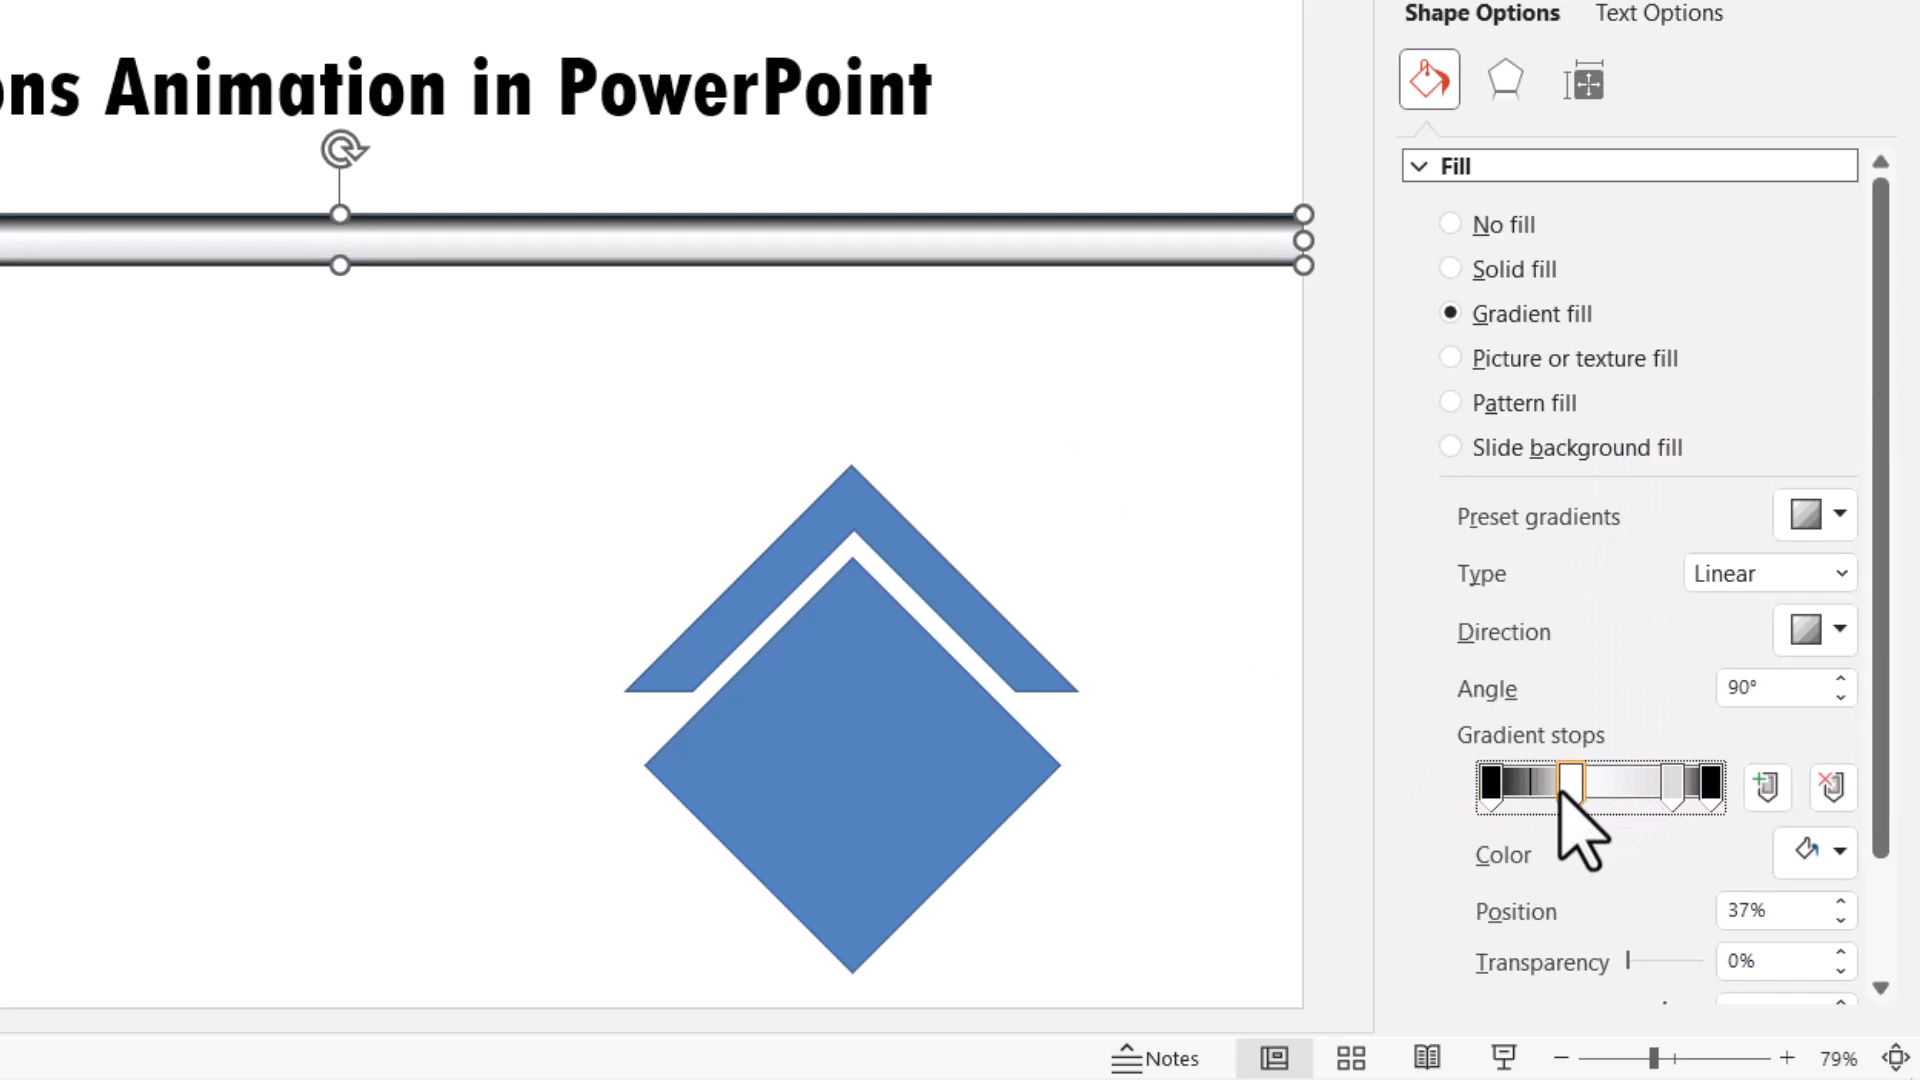 Shape Options Text Options
ons Animation in PowerPoint
Fill
No fill
Solid fill
Gradient fill
Picture or texture fill
Pattern fill
Slide background fill
Preset gradients
Type Linear
Direction
Angle 90°
Gradient stops
Color
Position 37%
Transparency 0%
Notes 79%